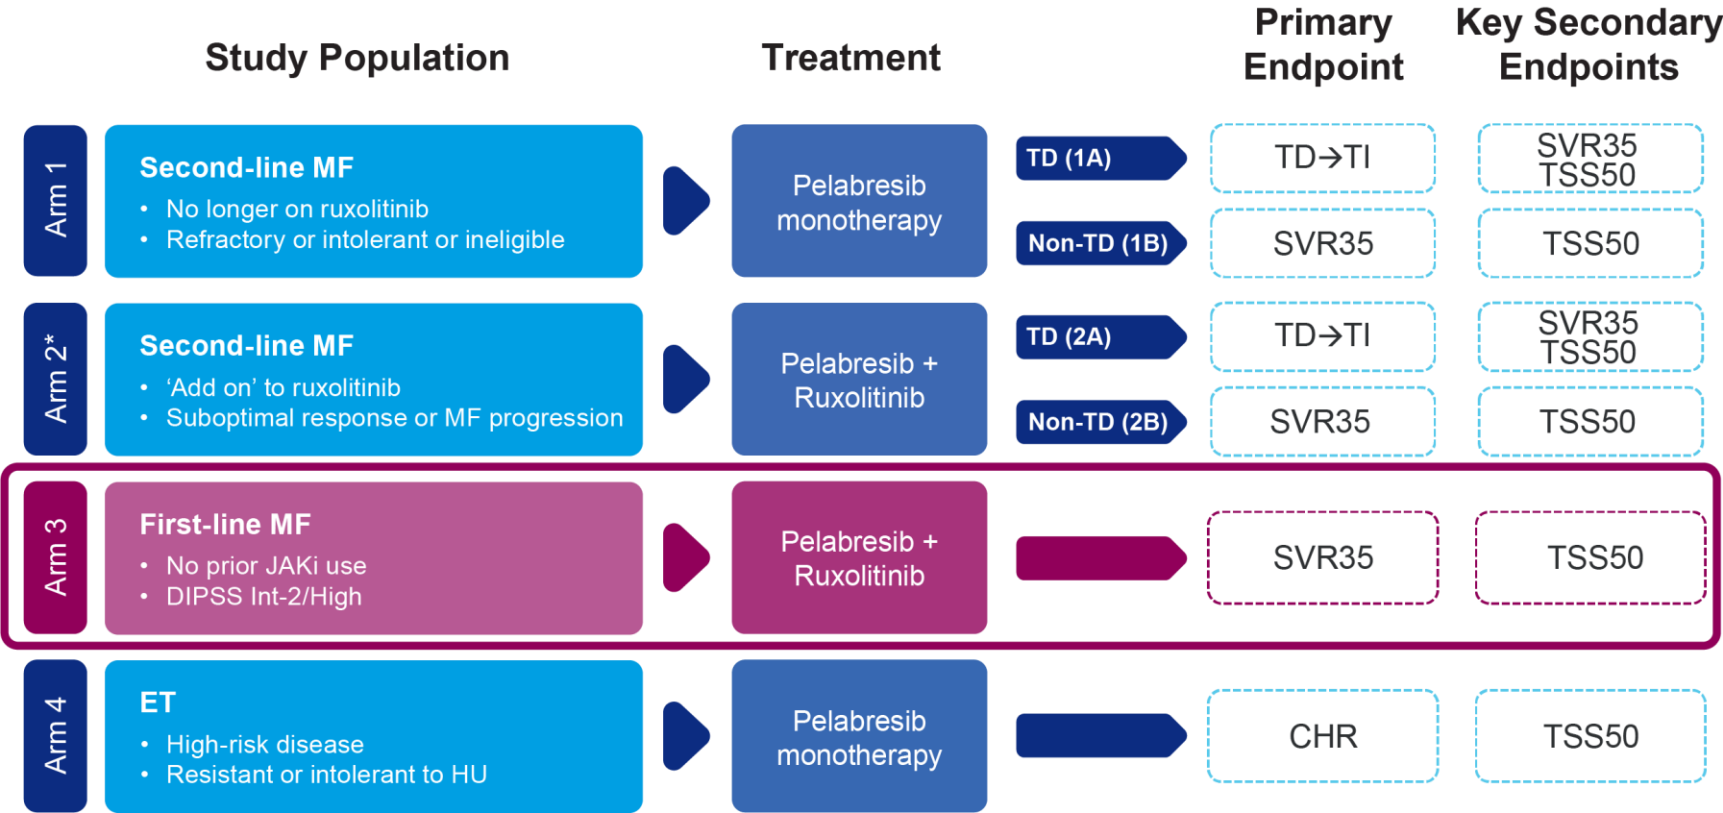 Study Population
Treatment
Primary
Endpoint
Key Secondary
Endpoints
Arm 1
Second-line MF
• No longer on ruxolitinib
• Refractory or intolerant or ineligible
Pelabresib
monotherapy
TD (1A)
TD→TI
SVR35
TSS50
Non-TD (1B)
SVR35
TSS50
Arm 2*
Second-line MF
• ‘Add on’ to ruxolitinib
• Suboptimal response or MF progression
Pelabresib +
Ruxolitinib
TD (2A)
TD→TI
SVR35
TSS50
Non-TD (2B)
SVR35
TSS50
Arm 3
First-line MF
• No prior JAKi use
• DIPSS Int-2/High
Pelabresib +
Ruxolitinib
SVR35
TSS50
Arm 4
ET
• High-risk disease
• Resistant or intolerant to HU
Pelabresib
monotherapy
CHR
TSS50